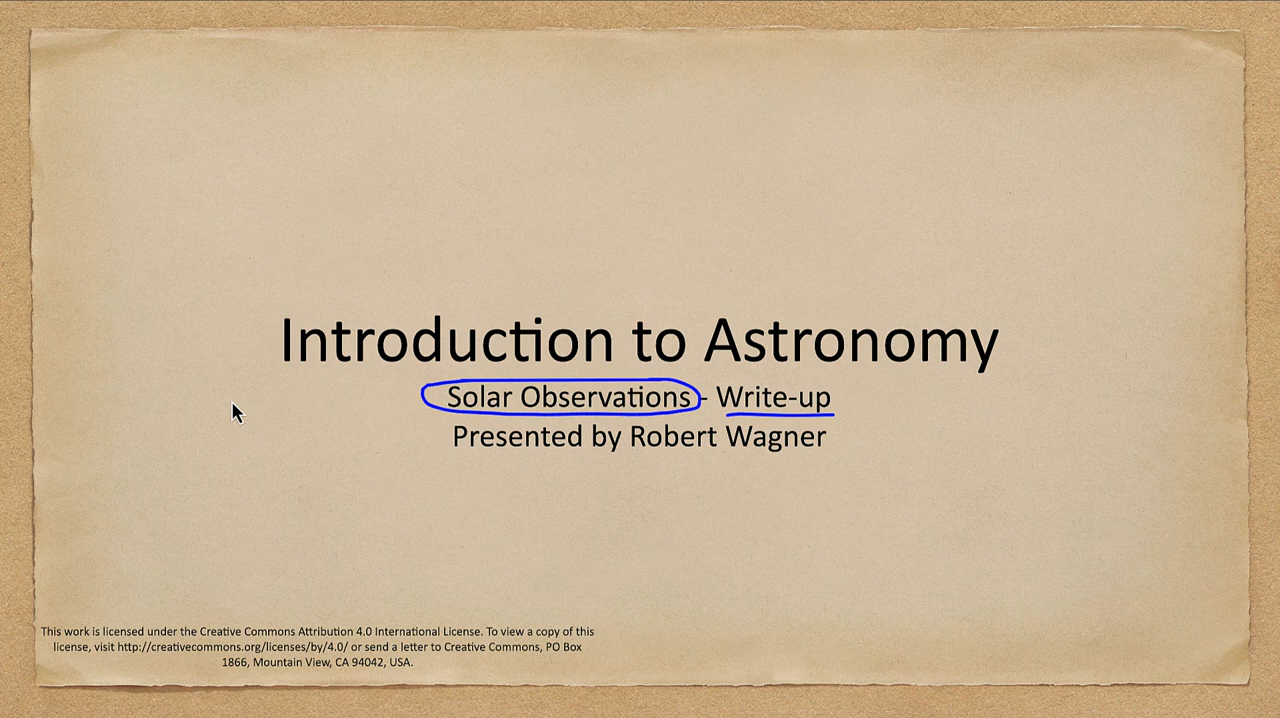 Introduction to Astronomy
Solar Observations - Write-up
Presented by Robert Wagner
This work is licensed under the Creative Commons Attribution 4.0 International License. To view a copy of this
license, visit http://creativecommons.org/licenses/by/4.0/ or send a letter to Creative Commons, PO Box
1866, Mountain View, CA 94042, USA.